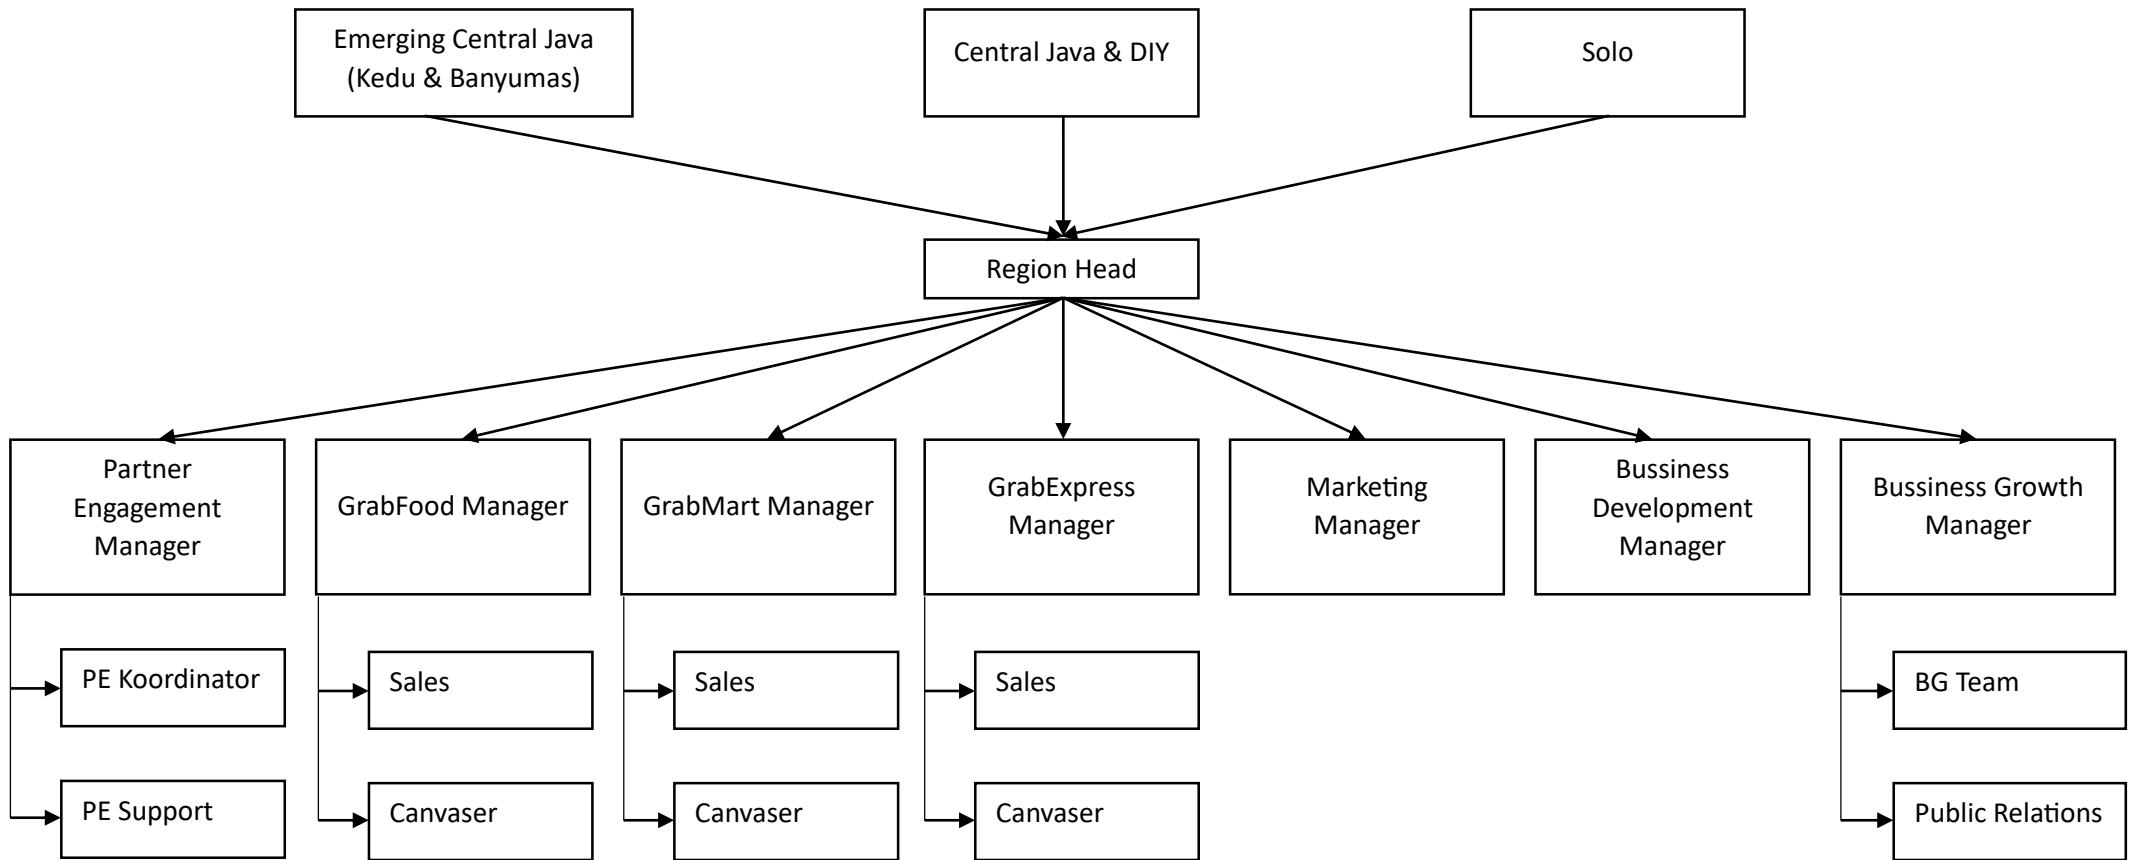 Emerging Central Java
(Kedu & Banyumas)
Central Java & DIY
Solo
Region Head
Partner
Engagement
Manager
GrabFood Manager
GrabMart Manager
GrabExpress
Manager
Marketing
Manager
Bussiness
Development
Manager
Bussiness Growth
Manager
PE Koordinator
Sales
Sales
Sales
BG Team
PE Support
Canvaser
Canvaser
Canvaser
Public Relations